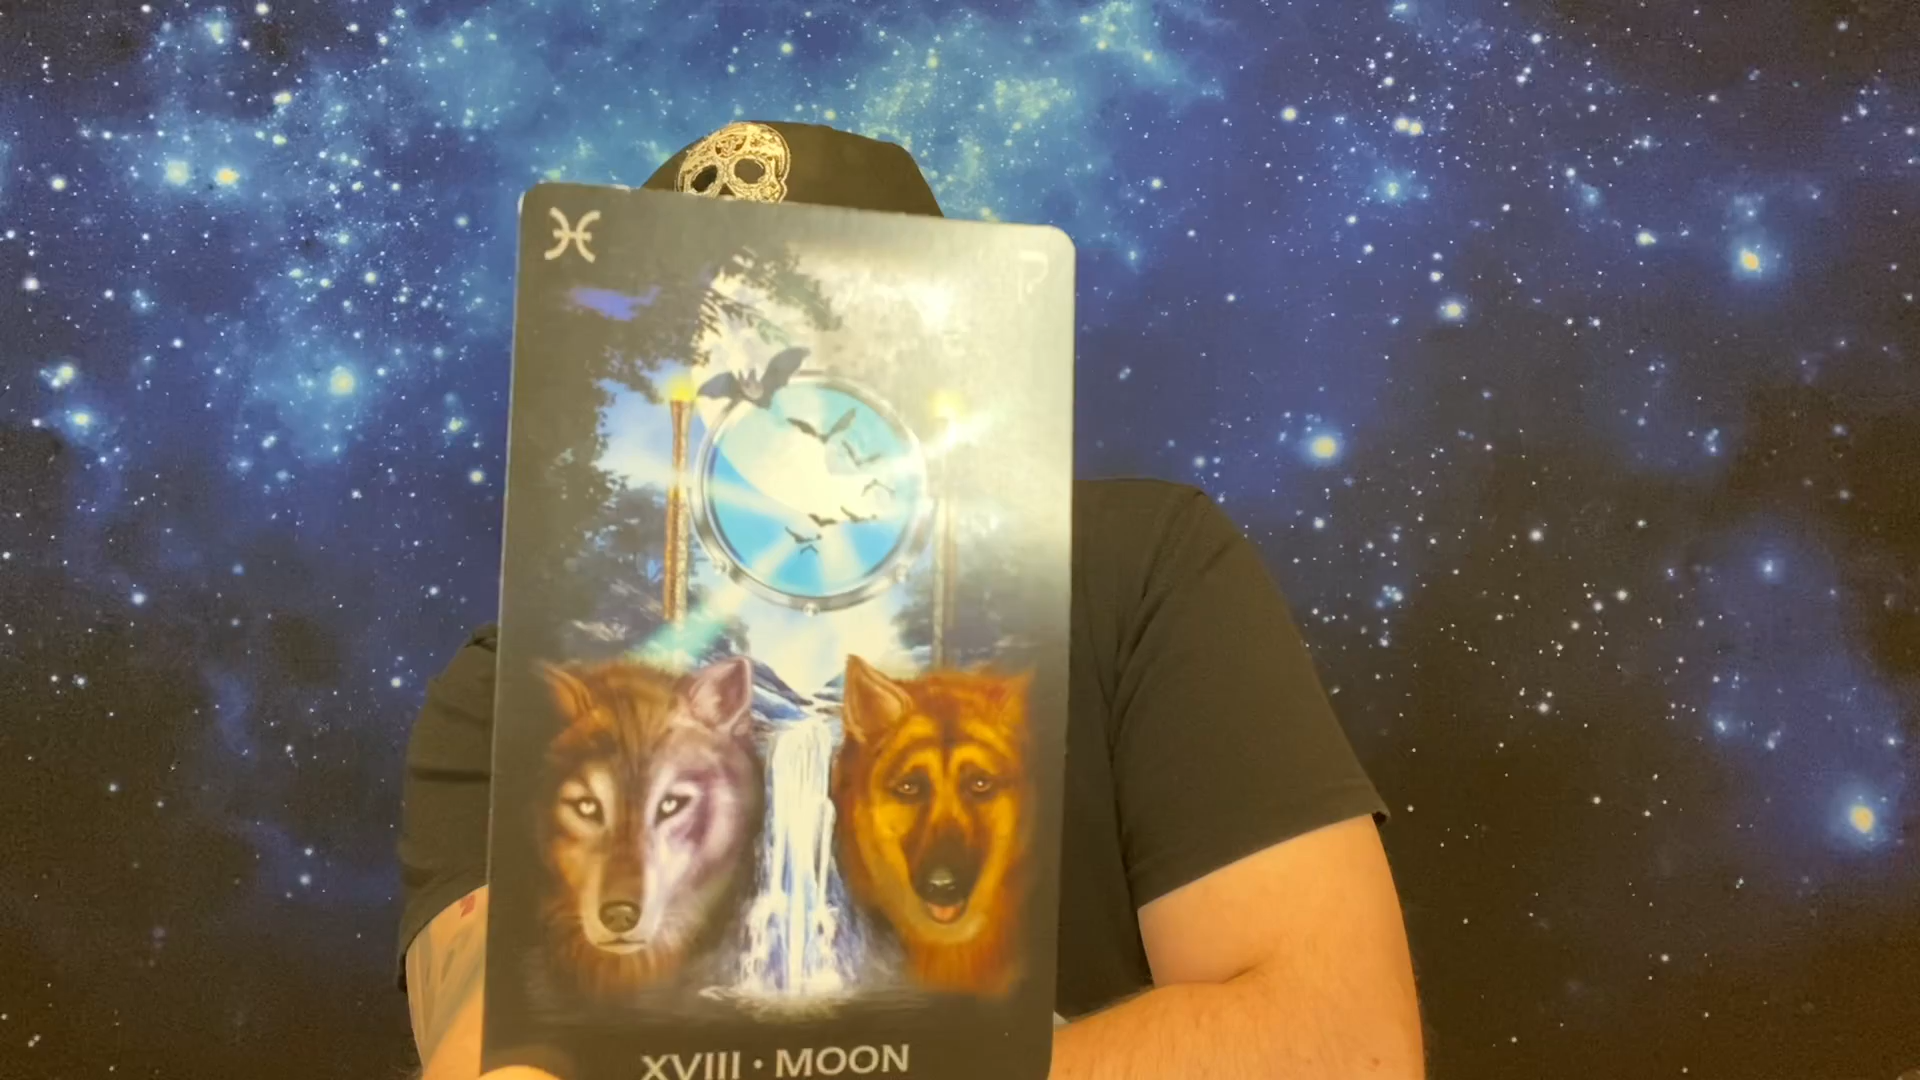 ♓ ק
XVIII • MOON